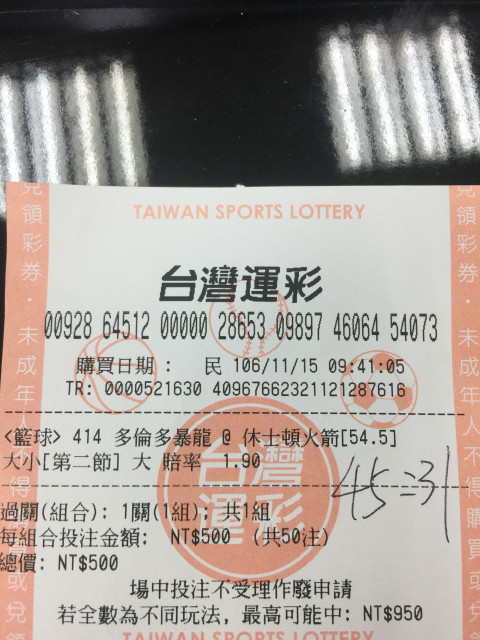 TAIWAN SPORTS LOTTERY
台灣運彩
00928 64512 00000 28653 09897 46064 54073
購買日期： 民 106/11/15 09:41:05
TR: 0000521630 40967662321121287616
<籃球> 414 多倫多暴龍 @ 休士頓火箭[54.5]
大小[第二節] 大 賠率 1.90
45=31
過關(組合): 1關(1組); 共1組
每組合投注金額: NT$500 (共50注)
總價: NT$500
場中投注不受理作廢申請
若全數為不同玩法, 最高可能中: NT$950
台灣運彩
TAIWAN SPORTS LOTTERY
兌領彩券・未成年人不得
兌領彩券・未成年人不得購買或兌領